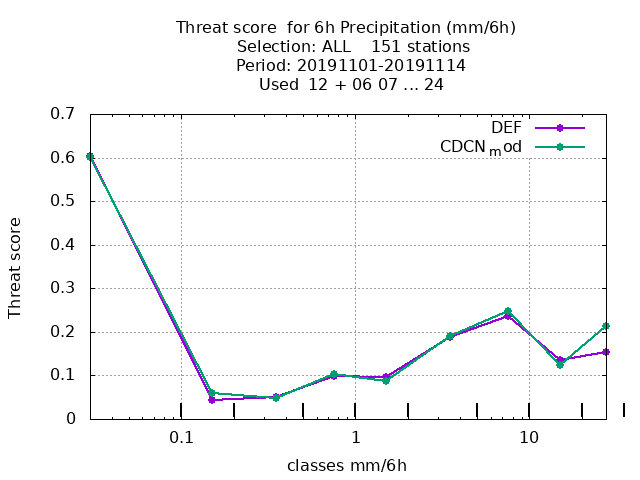 Threat score  for 6h Precipitation (mm/6h)
Selection: ALL    151 stations
Period: 20191101-20191114
Used  12 + 06 07 ... 24
0.7
0.6
0.5
0.4
0.3
0.2
0.1
0
DEF
CDCNmod
Threat score
0.1
1
10
classes mm/6h